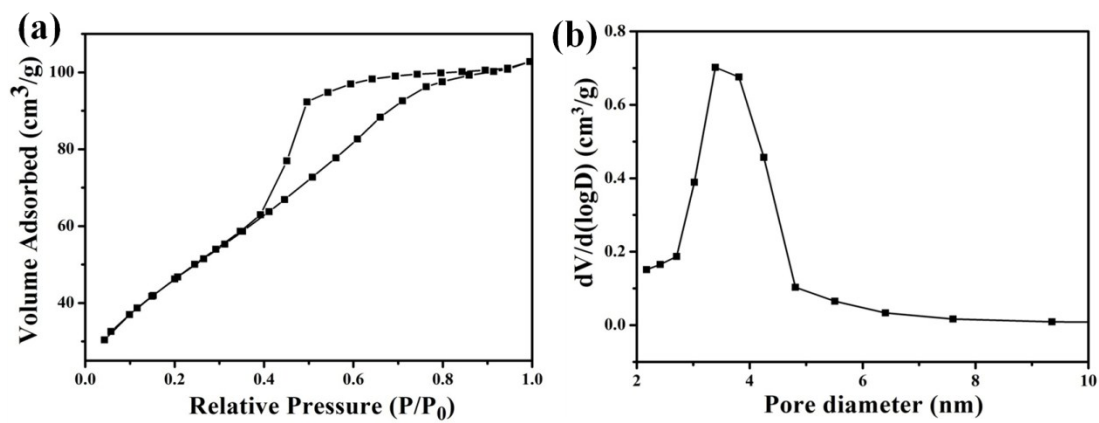 (a)
Volume Adsorbed (cm³/g)
100
80
60
40
0.0 0.2 0.4 0.6 0.8 1.0
Relative Pressure (P/P₀)
(b)
dV/d(logD) (cm³/g)
0.8
0.6
0.4
0.2
0.0
2 4 6 8 10
Pore diameter (nm)